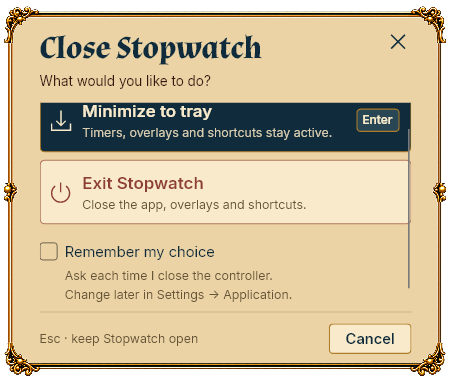 Close Stopwatch
What would you like to do?
Minimize to tray
Enter
Timers, overlays and shortcuts stay active.
Exit Stopwatch
Close the app, overlays and shortcuts.
Remember my choice
Ask each time I close the controller.
Change later in Settings → Application.
Esc · keep Stopwatch open
Cancel